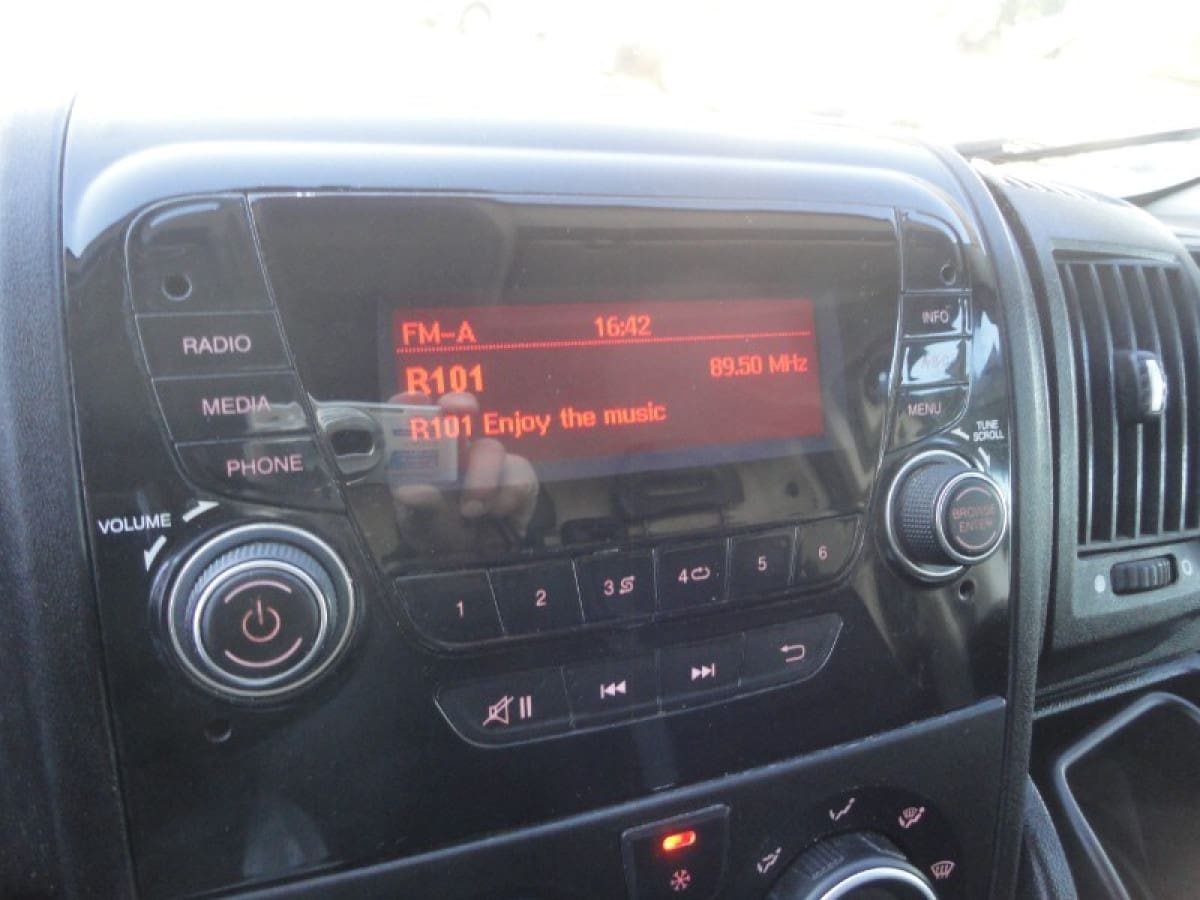 FM-A 16:42
R101 89.50 MHz
R101 Enjoy the music
RADIO
MEDIA
PHONE
VOLUME
INFO
MENU
TUNE
SCROLL
BROWSE
ENTER
1 2 3 4 5 6